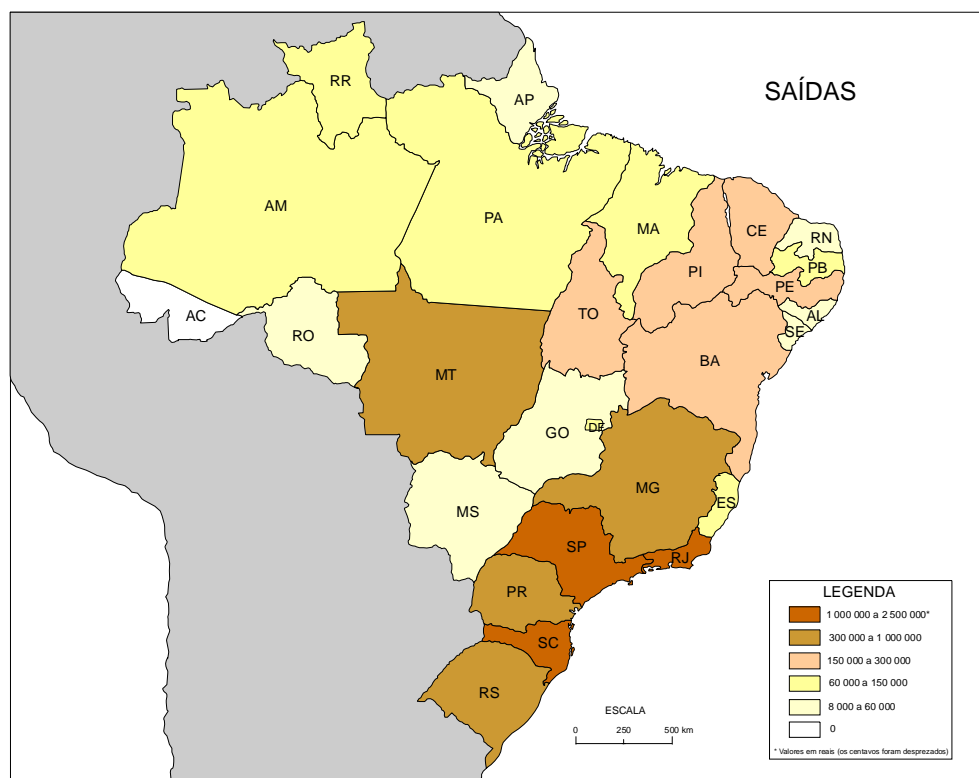 SAÍDAS
RR
AP
AM
PA
MA
CE
RN
PB
PI
PE
AL
SE
AC
RO
TO
BA
MT
GO
DF
MG
ES
MS
SP
RJ
PR
SC
RS
LEGENDA
1 000 000 a 2 500 000*
300 000 a 1 000 000
150 000 a 300 000
60 000 a 150 000
8 000 a 60 000
0
* Valores em reais (os centavos foram desprezados)
ESCALA
0 250 500 km